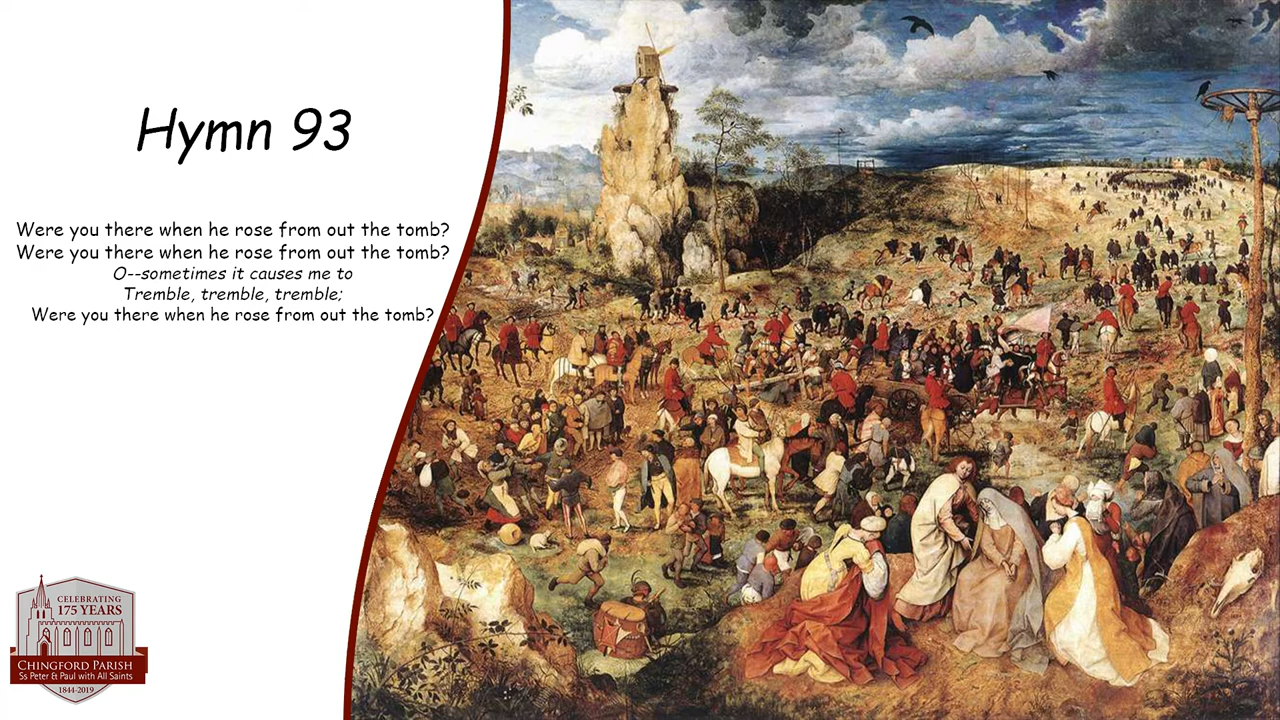 Hymn 93
Were you there when he rose from out the tomb?
Were you there when he rose from out the tomb?
O--sometimes it causes me to
Tremble, tremble, tremble;
Were you there when he rose from out the tomb?
CELEBRATING
175 YEARS
CHINGFORD PARISH
Ss Peter & Paul with All Saints
1844-2019